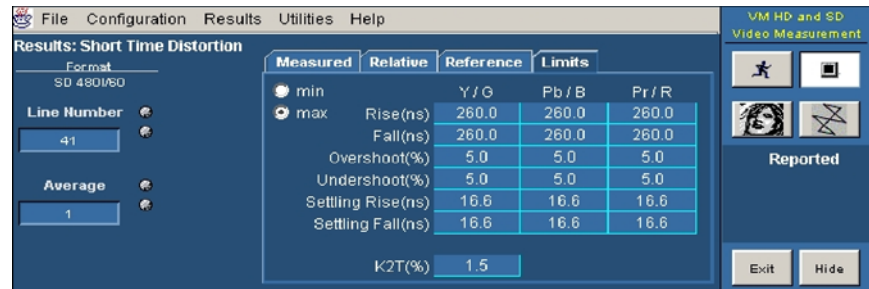 File Configuration Results Utilities Help
VM HD and SD
Video Measurement
Results: Short Time Distortion
Format
SD 480I/60
Line Number
41
Average
1
Measured Relative Reference Limits
min
max
Y/G Pb/B Pr/R
Rise(ns) 260.0 260.0 260.0
Fall(ns) 260.0 260.0 260.0
Overshoot(%) 5.0 5.0 5.0
Undershoot(%) 5.0 5.0 5.0
Settling Rise(ns) 16.6 16.6 16.6
Settling Fall(ns) 16.6 16.6 16.6
K2T(%) 1.5
Reported
Exit Hide